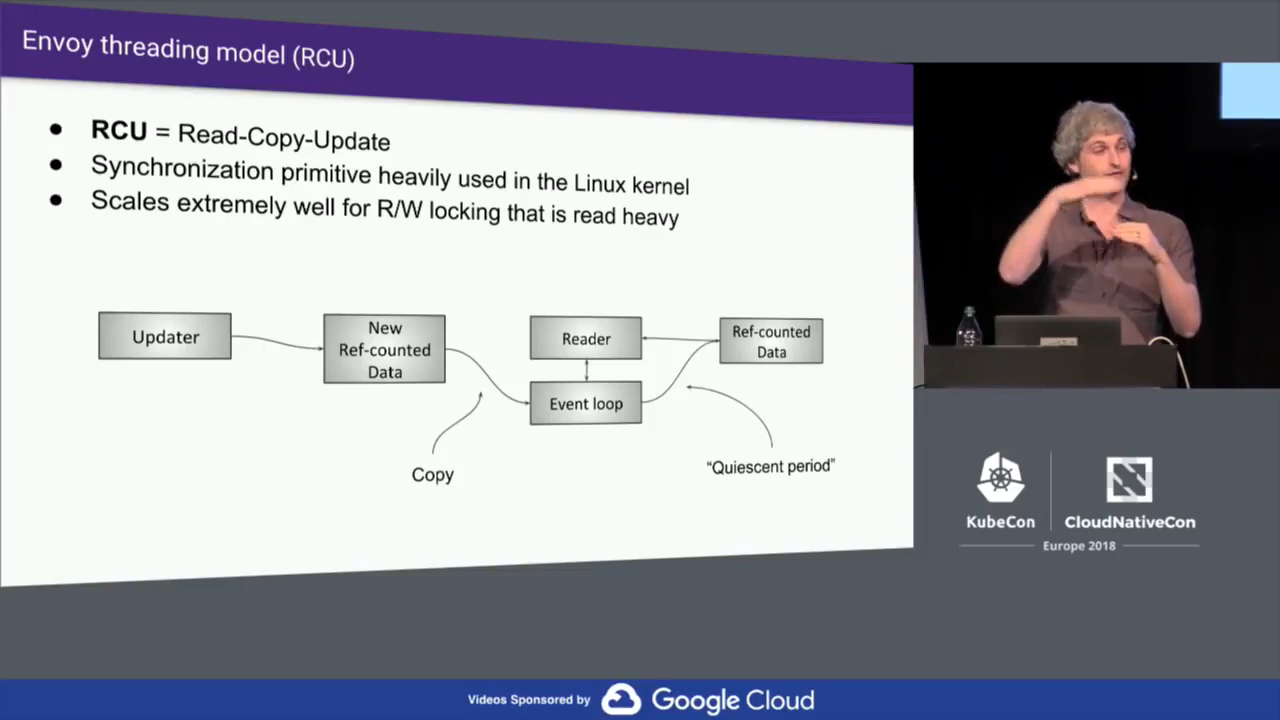 Envoy threading model (RCU)
● RCU = Read-Copy-Update
● Synchronization primitive heavily used in the Linux kernel
● Scales extremely well for R/W locking that is read heavy
Updater
New
Ref-counted
Data
Reader
Event loop
Ref-counted
Data
Copy
“Quiescent period”
KubeCon
CloudNativeCon
Europe 2018
Videos Sponsored by
Google Cloud